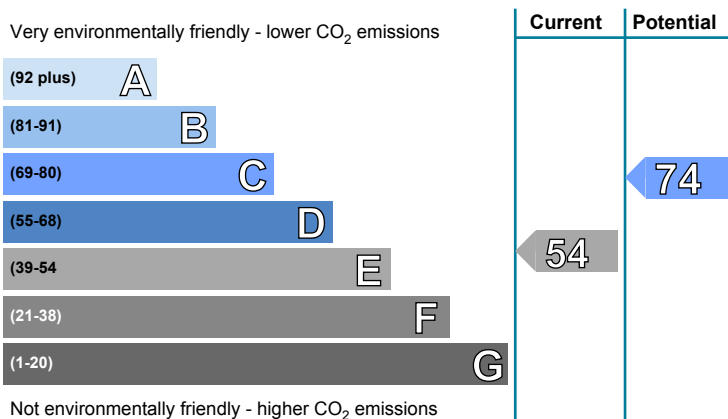 Current Potential
Very environmentally friendly - lower CO₂ emissions
(92 plus) A
(81-91) B
(69-80) C
74
(55-68) D
(39-54 E
54
(21-38) F
(1-20) G
Not environmentally friendly - higher CO₂ emissions